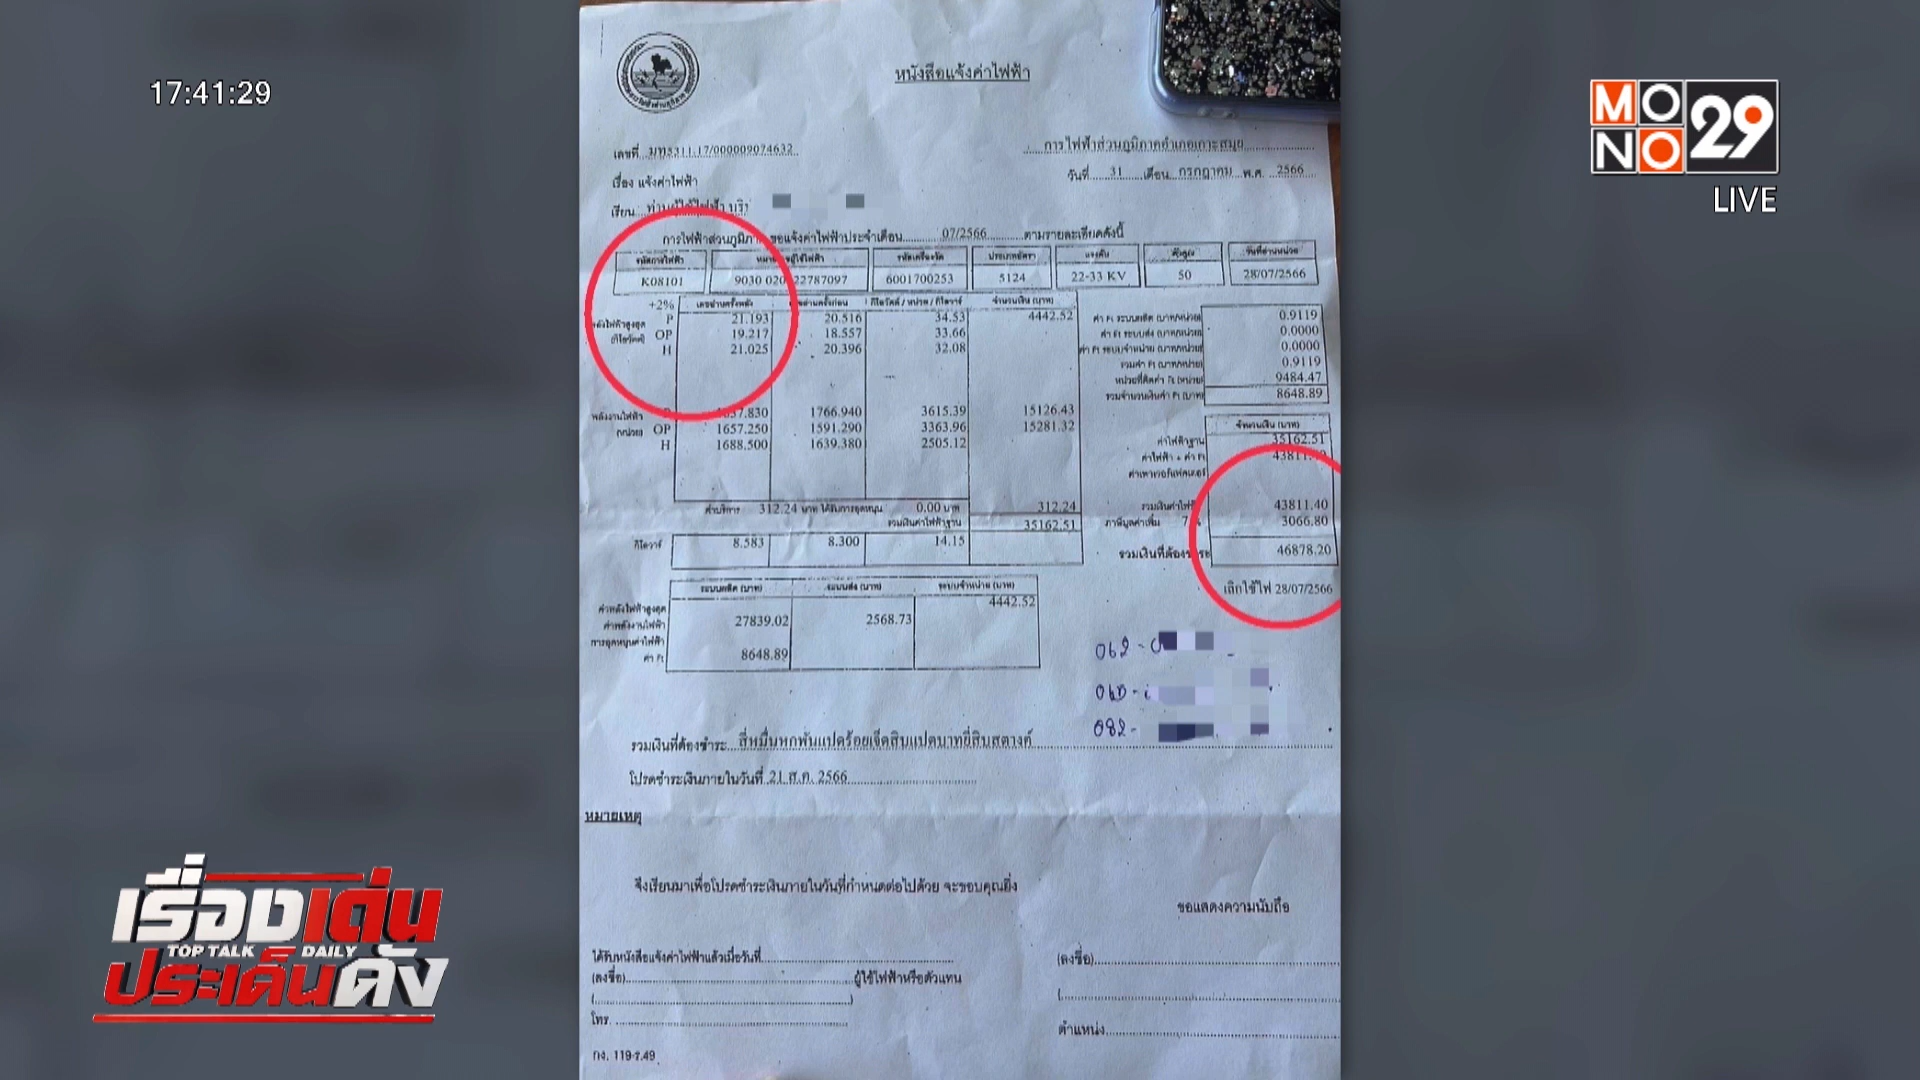 17:41:29
MONO 29
LIVE
หนังสือแจ้งค่าไฟฟ้า
เลขที่ มท5311.17/000009074632
การไฟฟ้าส่วนภูมิภาคอำเภอเกาะสมุย
วันที่ 31 เดือน กรกฎาคม พ.ศ. 2566
เรื่อง แจ้งค่าไฟฟ้า
เรียน ท่านผู้ใช้ไฟฟ้า
การไฟฟ้าส่วนภูมิภาค ขอแจ้งค่าไฟฟ้าประจำเดือน 07/2566 ตามรายละเอียดดังนี้
รหัสการไฟฟ้า รหัสเครื่องวัด ประเภทอัตรา แรงดัน ตัวคูณ วันที่อ่านหน่วย
K08101 9030 020 22787097 6001700253 5124 22-33 KV 50 28/07/2566
+2% เลขอ่านครั้งหลัง เลขอ่านครั้งก่อน กิโลวัตต์ / หน่วย / กิโลวาร์ จำนวนเงิน (บาท)
พลังไฟฟ้าสูงสุด P 21.193 20.516 34.53 4442.52
(กิโลวัตต์) OP 19.217 18.557 33.66
H 21.025 20.396 32.08
ค่า Ft ระบบผลิต (บาท/หน่วย) 0.9119
ค่า Ft ระบบส่ง (บาท/หน่วย) 0.0000
ค่า Ft ระบบจำหน่าย (บาท/หน่วย) 0.0000
รวมค่า Ft (บาท/หน่วย) 0.9119
หน่วยที่คิดค่า Ft (หน่วย) 9484.47
รวมจำนวนเงินค่า Ft (บาท) 8648.89
พลังงานไฟฟ้า 37.830 1766.940 3615.39 15126.43
(หน่วย) OP 1657.250 1591.290 3363.96 15281.32
H 1688.500 1639.380 2505.12
จำนวนเงิน (บาท)
ค่าไฟฟ้าฐาน 35162.51
ค่าไฟฟ้า + ค่า Ft 43811.
ค่าเพาเวอร์แฟคเตอร์
ค่าบริการ 312.24 บาท ได้รับการอุดหนุน 0.00 บาท 312.24
รวมเงินค่าไฟฟ้าฐาน 35162.51
รวมเงินค่าไฟฟ้า 43811.40
ภาษีมูลค่าเพิ่ม 7 3066.80
รวมเงินที่ต้องชำระ 46878.20
กิโลวาร์ 8.583 8.300 14.15
เลิกใช้ไฟ 28/07/2566
ระบบผลิต (บาท) ระบบส่ง (บาท) ระบบจำหน่าย (บาท)
ค่าพลังไฟฟ้าสูงสุด 4442.52
ค่าพลังงานไฟฟ้า 27839.02 2568.73
การอุดหนุนค่าไฟฟ้า
ค่า Ft 8648.89
062-
060-
082-
รวมเงินที่ต้องชำระ สี่หมื่นหกพันแปดร้อยเจ็ดสิบแปดบาทยี่สิบสตางค์
โปรดชำระเงินภายในวันที่ 21 ส.ค. 2566
หมายเหตุ
จึงเรียนมาเพื่อโปรดชำระเงินภายในวันที่กำหนดต่อไปด้วย จะขอบคุณยิ่ง
ขอแสดงความนับถือ
ได้รับหนังสือแจ้งค่าไฟฟ้าแล้วเมื่อวันที่
(ลงชื่อ) ผู้ใช้ไฟฟ้าหรือตัวแทน
(ลงชื่อ)
โทร.
ตำแหน่ง
กง. 119-ร.49
เรื่องเด่น
TOP TALK DAILY
ประเด็นดัง